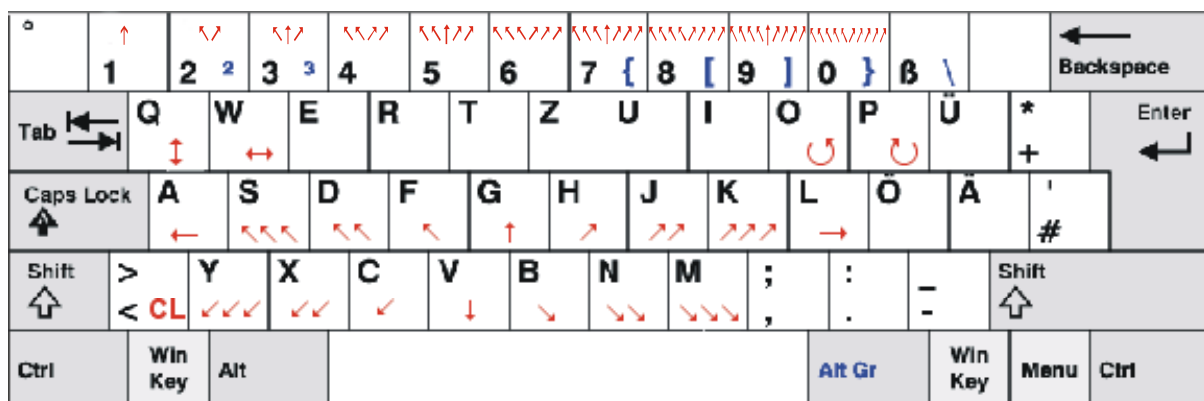 °
1 2 ² 3 ³ 4 5 6 7 { 8 [ 9 ] 0 } ß \ Backspace
Tab Q W E R T Z U I O P Ü * + Enter
Caps Lock A S D F G H J K L Ö Ä ' #
Shift > < CL Y X C V B N M ; , : . _ - Shift
Ctrl Win Key Alt Alt Gr Win Key Menu Ctrl